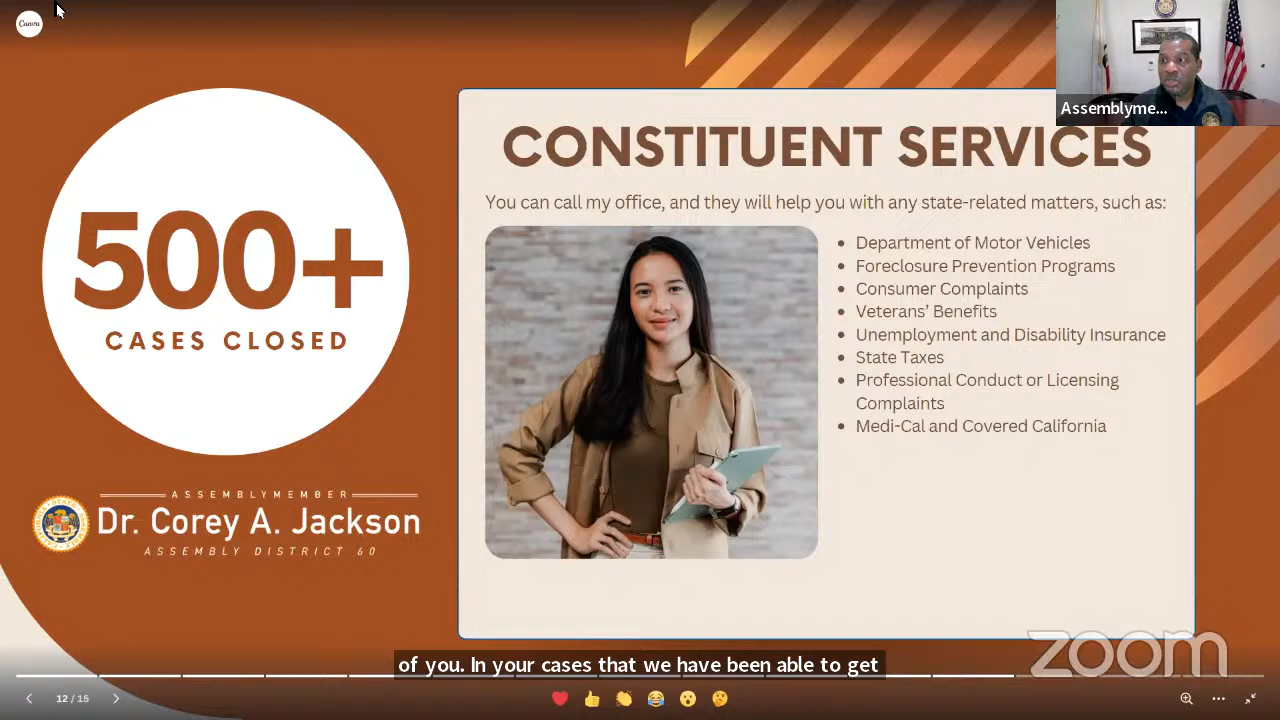 Canva
Assemblyme...
CONSTITUENT SERVICES
You can call my office, and they will help you with any state-related matters, such as:
500+
CASES CLOSED
• Department of Motor Vehicles
• Foreclosure Prevention Programs
• Consumer Complaints
• Veterans’ Benefits
• Unemployment and Disability Insurance
• State Taxes
• Professional Conduct or Licensing
Complaints
• Medi-Cal and Covered California
ASSEMBLYMEMBER
Dr. Corey A. Jackson
ASSEMBLY DISTRICT 60
zoom
of you. In your cases that we have been able to get
12 / 15